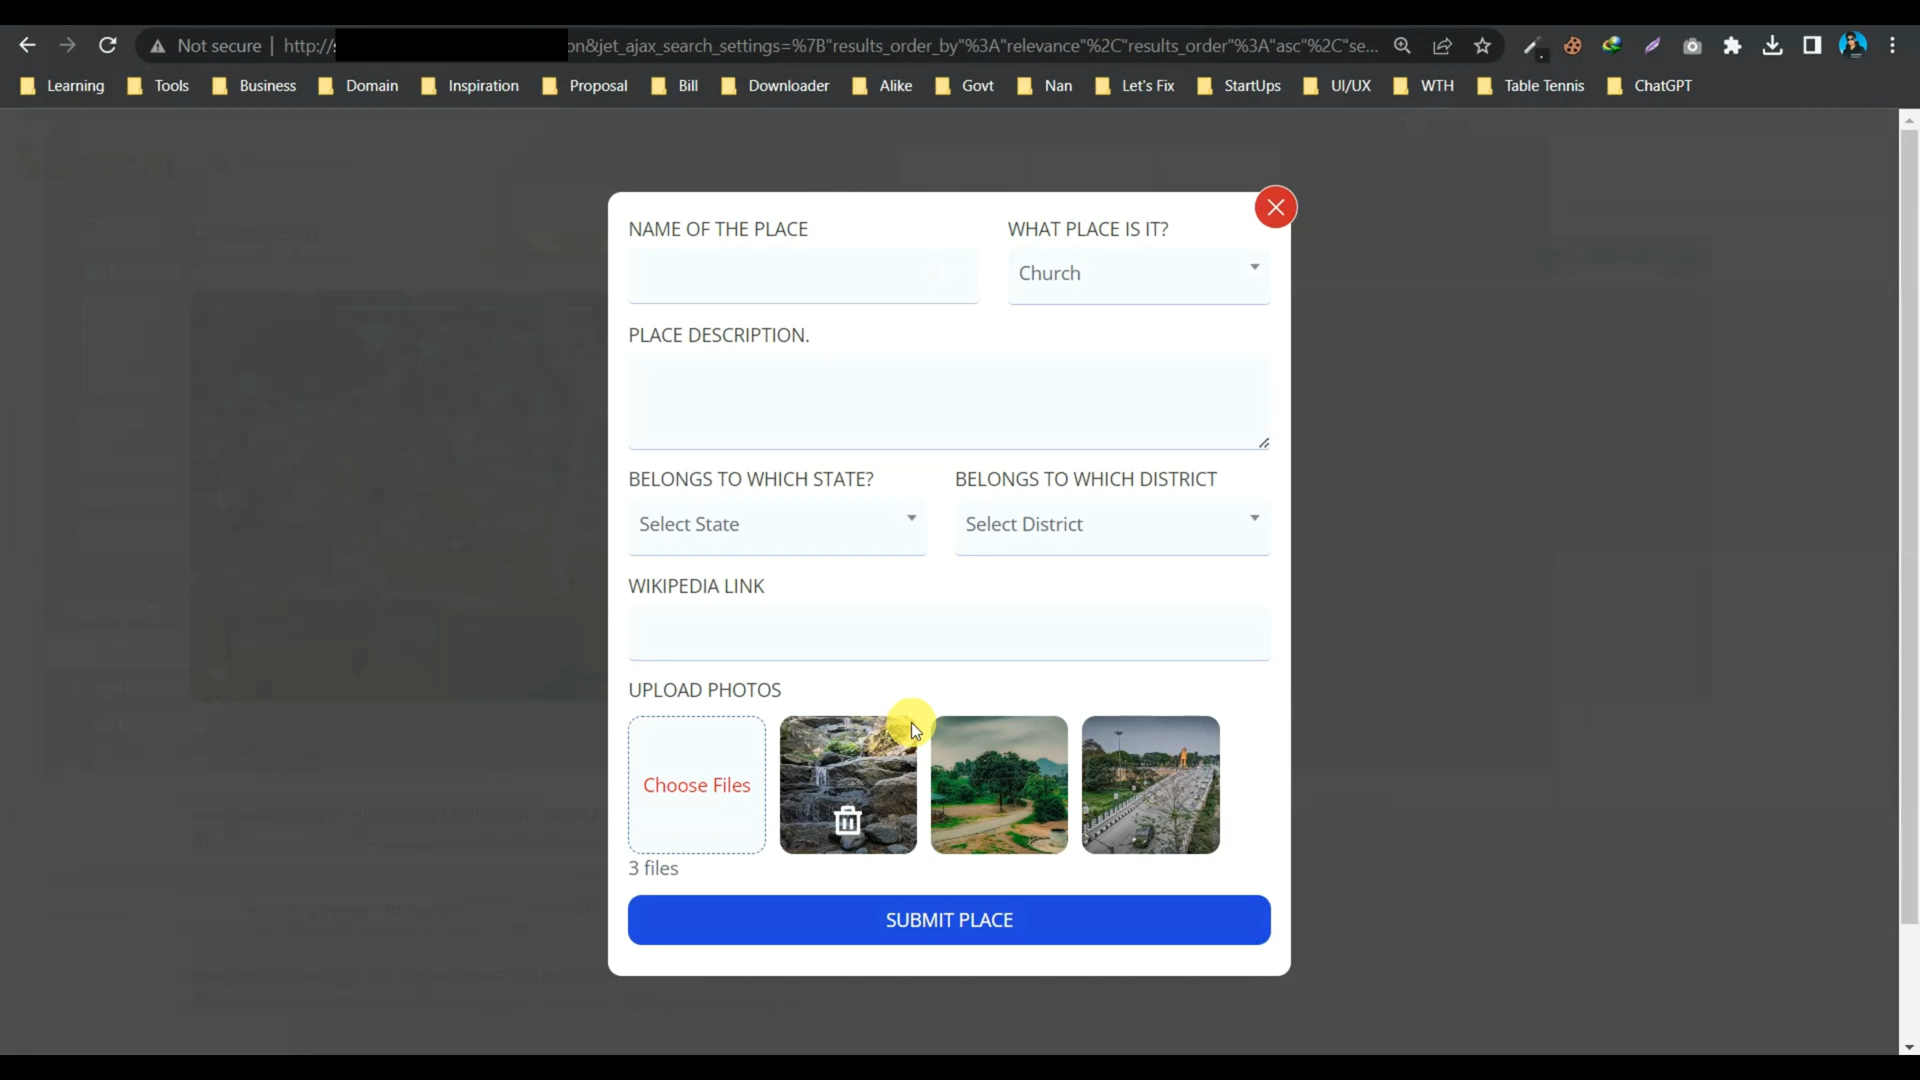 Not secure | http://s on&jet_ajax_search_settings=%7B"results_order_by"%3A"relevance"%2C"results_order"%3A"asc"%2C"se...
Learning Tools Business Domain Inspiration Proposal Bill Downloader Alike Govt Nan Let's Fix StartUps UI/UX WTH Table Tennis ChatGPT
NAME OF THE PLACE WHAT PLACE IS IT?
Church
PLACE DESCRIPTION.
BELONGS TO WHICH STATE? BELONGS TO WHICH DISTRICT
Select State Select District
WIKIPEDIA LINK
UPLOAD PHOTOS
Choose Files
3 files
SUBMIT PLACE